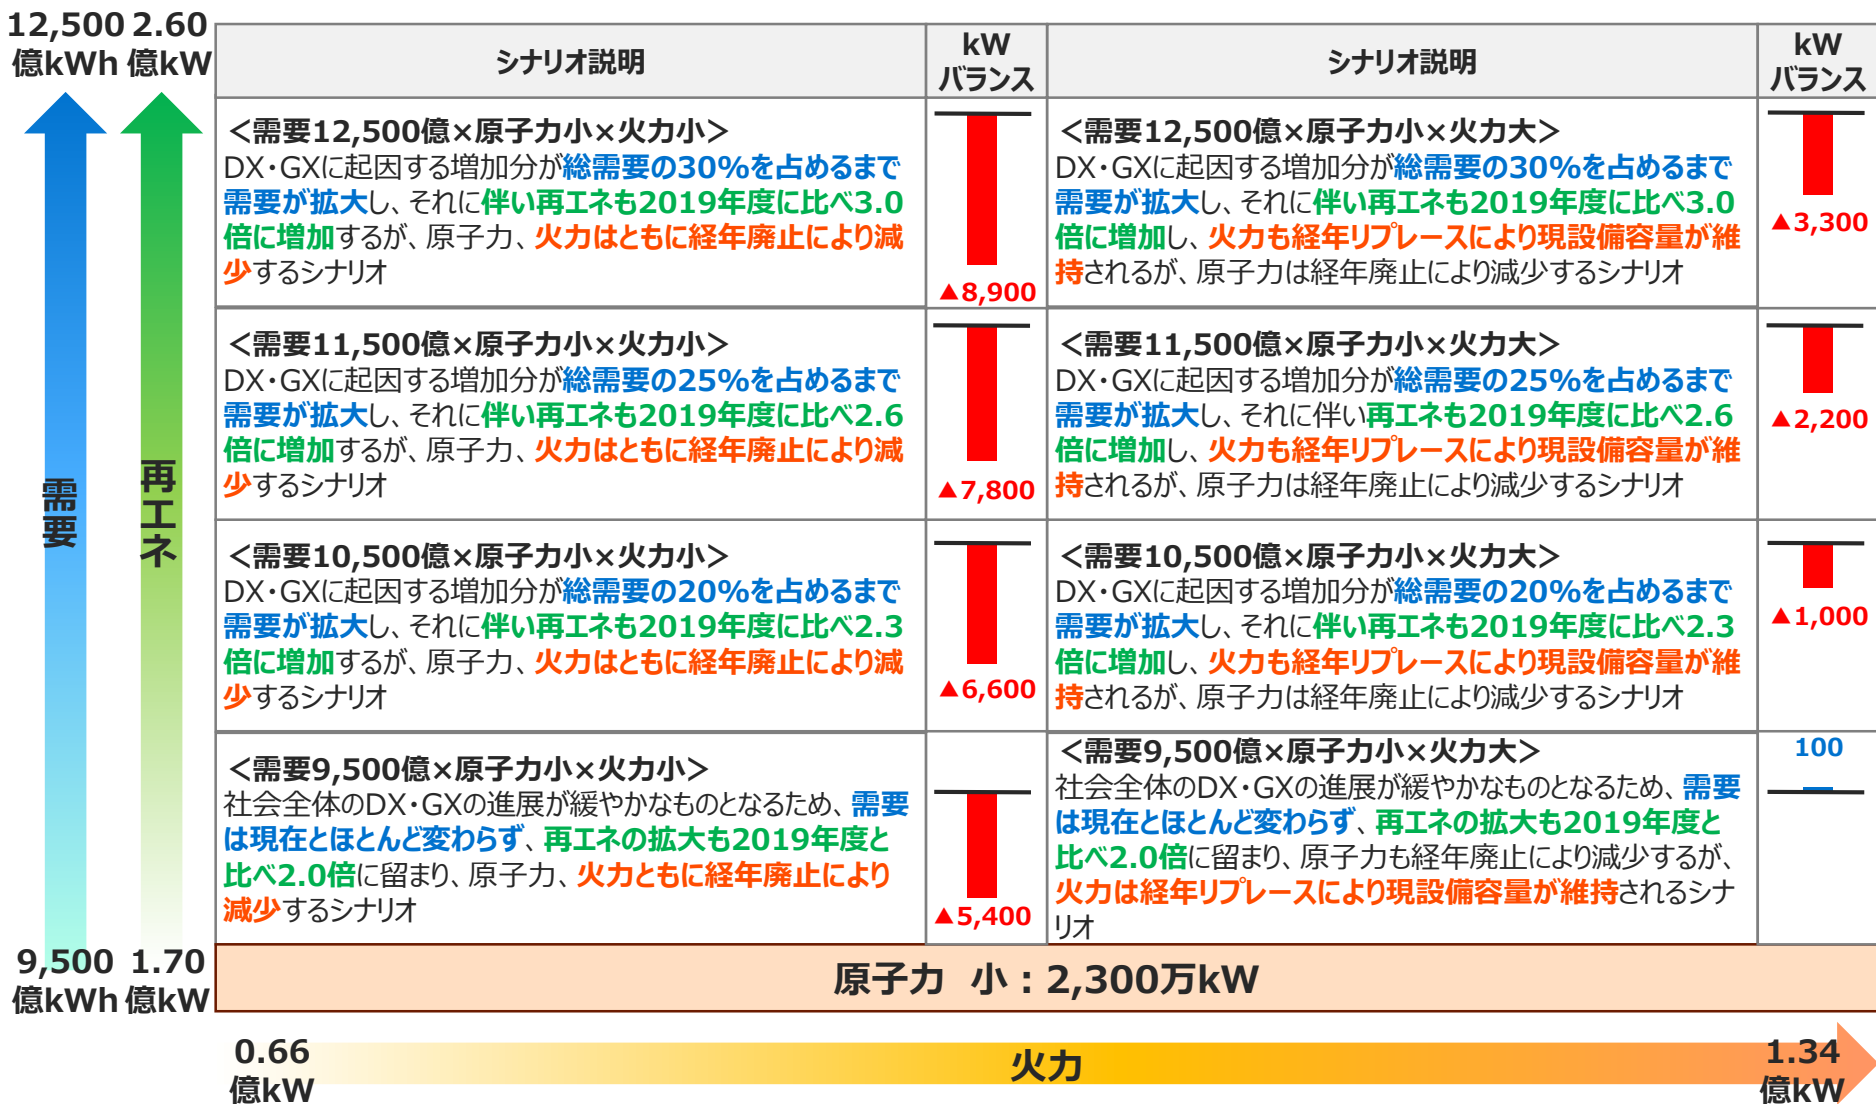 12,500
億kWh
2.60
億kW
シナリオ説明
kW
バランス
シナリオ説明
kW
バランス
需要
再エネ
＜需要12,500億×原子力小×火力小＞
DX・GXに起因する増加分が総需要の30%を占めるまで
需要が拡大し、それに伴い再エネも2019年度に比べ3.0
倍に増加するが、原子力、火力はともに経年廃止により減
少するシナリオ
▲8,900
＜需要12,500億×原子力小×火力大＞
DX・GXに起因する増加分が総需要の30%を占めるまで
需要が拡大し、それに伴い再エネも2019年度に比べ3.0
倍に増加し、火力も経年リプレースにより現設備容量が維
持されるが、原子力は経年廃止により減少するシナリオ
▲3,300
＜需要11,500億×原子力小×火力小＞
DX・GXに起因する増加分が総需要の25%を占めるまで
需要が拡大し、それに伴い再エネも2019年度に比べ2.6
倍に増加するが、原子力、火力はともに経年廃止により減
少するシナリオ
▲7,800
＜需要11,500億×原子力小×火力大＞
DX・GXに起因する増加分が総需要の25%を占めるまで
需要が拡大し、それに伴い再エネも2019年度に比べ2.6
倍に増加し、火力も経年リプレースにより現設備容量が維
持されるが、原子力は経年廃止により減少するシナリオ
▲2,200
＜需要10,500億×原子力小×火力小＞
DX・GXに起因する増加分が総需要の20%を占めるまで
需要が拡大し、それに伴い再エネも2019年度に比べ2.3
倍に増加するが、原子力、火力はともに経年廃止により減
少するシナリオ
▲6,600
＜需要10,500億×原子力小×火力大＞
DX・GXに起因する増加分が総需要の20%を占めるまで
需要が拡大し、それに伴い再エネも2019年度に比べ2.3
倍に増加し、火力も経年リプレースにより現設備容量が維
持されるが、原子力は経年廃止により減少するシナリオ
▲1,000
＜需要9,500億×原子力小×火力小＞
社会全体のDX・GXの進展が緩やかなものとなるため、需要
は現在とほとんど変わらず、再エネの拡大も2019年度と
比べ2.0倍に留まり、原子力、火力ともに経年廃止により
減少するシナリオ
▲5,400
＜需要9,500億×原子力小×火力大＞
社会全体のDX・GXの進展が緩やかなものとなるため、需要
は現在とほとんど変わらず、再エネの拡大も2019年度と
比べ2.0倍に留まり、原子力も経年廃止により減少するが、
火力は経年リプレースにより現設備容量が維持されるシナ
リオ
100
9,500
億kWh
1.70
億kW
原子力 小：2,300万kW
0.66
億kW
火力
1.34
億kW